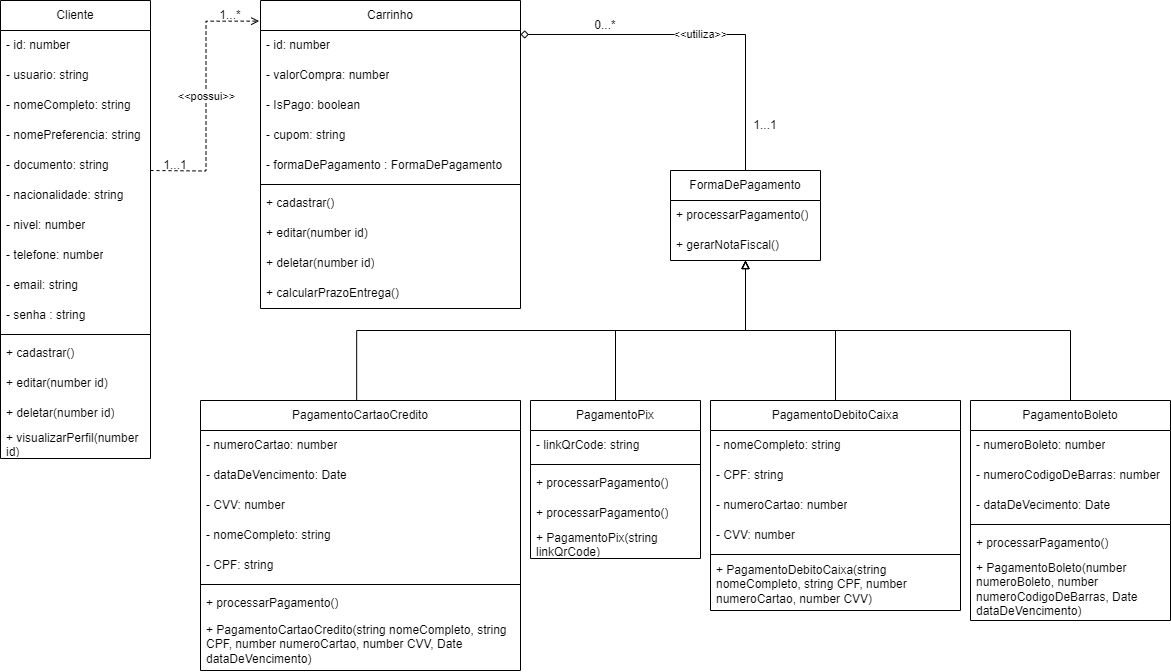 Cliente
- id: number
- usuario: string
- nomeCompleto: string
- nomePreferencia: string
- documento: string
- nacionalidade: string
- nivel: number
- telefone: number
- email: string
- senha : string
+ cadastrar()
+ editar(number id)
+ deletar(number id)
+ visualizarPerfil(number
id)
1...*
<<possui>>
1...1
Carrinho
- id: number
- valorCompra: number
- IsPago: boolean
- cupom: string
- formaDePagamento : FormaDePagamento
+ cadastrar()
+ editar(number id)
+ deletar(number id)
+ calcularPrazoEntrega()
0...*
<<utiliza>>
1...1
FormaDePagamento
+ processarPagamento()
+ gerarNotaFiscal()
PagamentoCartaoCredito
- numeroCartao: number
- dataDeVencimento: Date
- CVV: number
- nomeCompleto: string
- CPF: string
+ processarPagamento()
+ PagamentoCartaoCredito(string nomeCompleto, string
CPF, number numeroCartao, number CVV, Date
dataDeVencimento)
PagamentoPix
- linkQrCode: string
+ processarPagamento()
+ processarPagamento()
+ PagamentoPix(string
linkQrCode)
PagamentoDebitoCaixa
- nomeCompleto: string
- CPF: string
- numeroCartao: number
- CVV: number
+ PagamentoDebitoCaixa(string
nomeCompleto, string CPF, number
numeroCartao, number CVV)
PagamentoBoleto
- numeroBoleto: number
- numeroCodigoDeBarras: number
- dataDeVecimento: Date
+ processarPagamento()
+ PagamentoBoleto(number
numeroBoleto, number
numeroCodigoDeBarras, Date
dataDeVencimento)